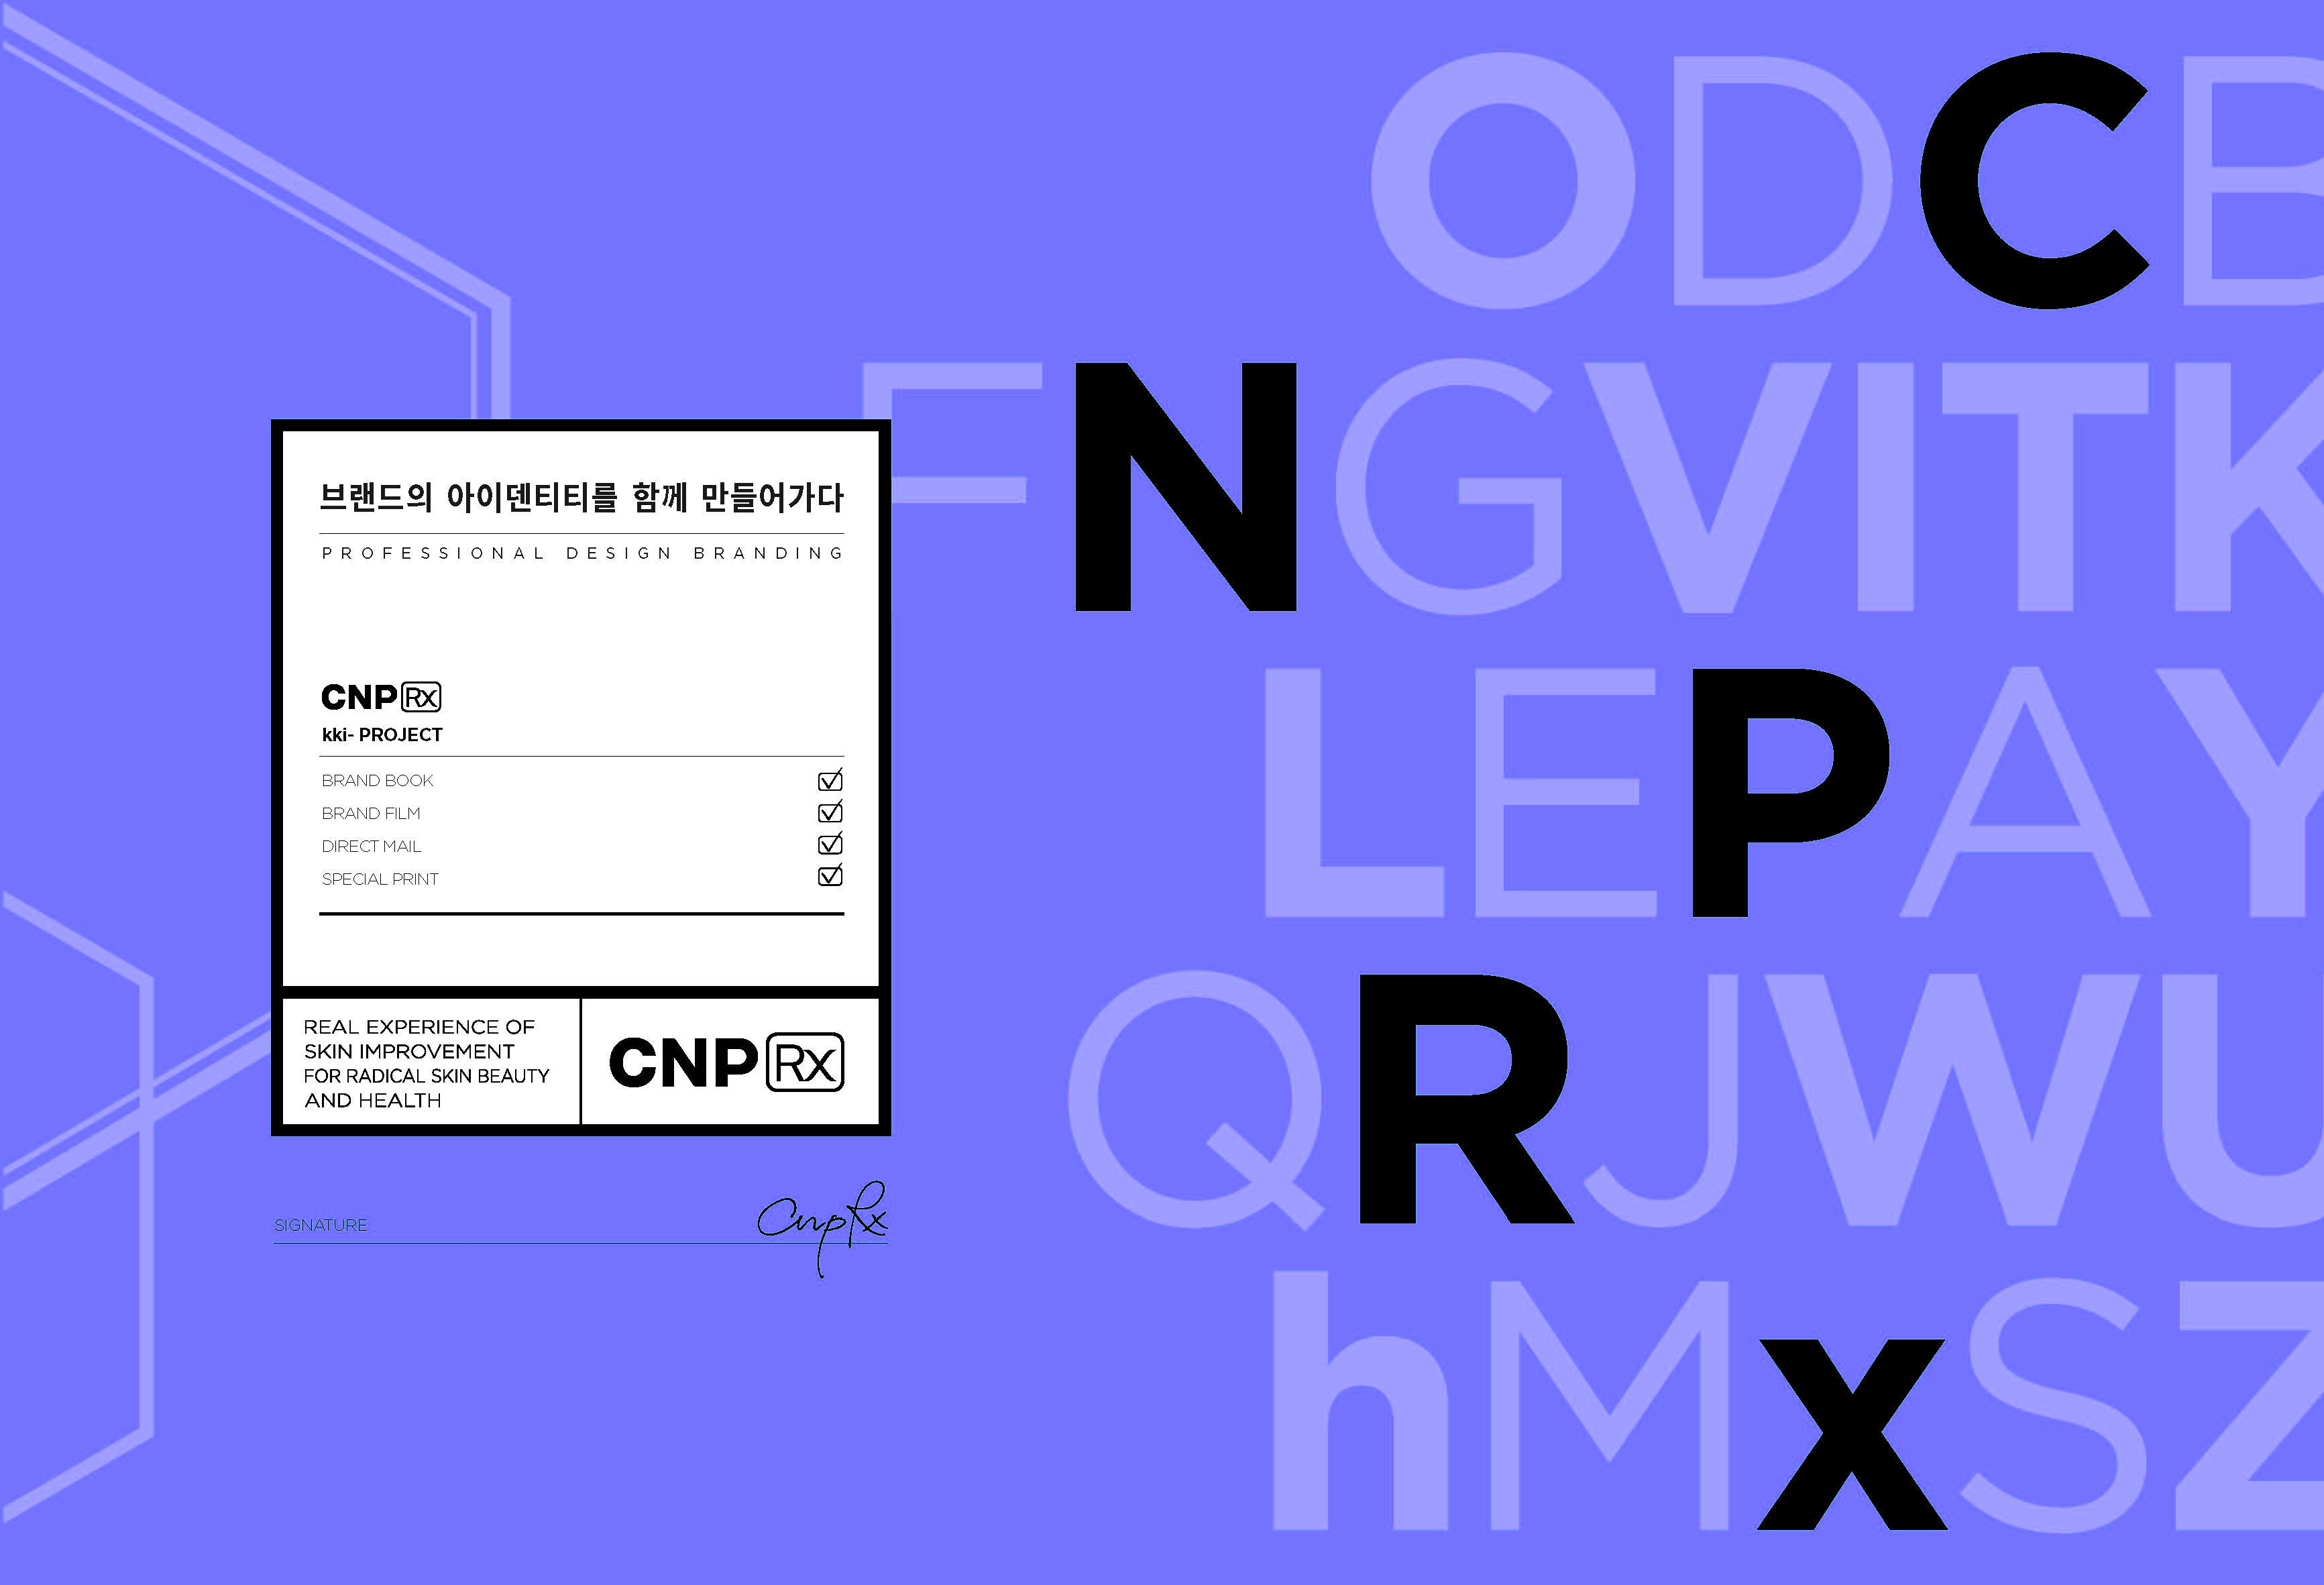 브랜드의 아이덴티티를 함께 만들어가다
PROFESSIONAL DESIGN BRANDING
CNP Rx
kki- PROJECT
BRAND BOOK
BRAND FILM
DIRECT MAIL
SPECIAL PRINT
REAL EXPERIENCE OF
SKIN IMPROVEMENT
FOR RADICAL SKIN BEAUTY
AND HEALTH
CNP Rx
SIGNATURE
CnpRx
ODCB
FNGVITK
LEPAY
QRJWU
hMxSZ